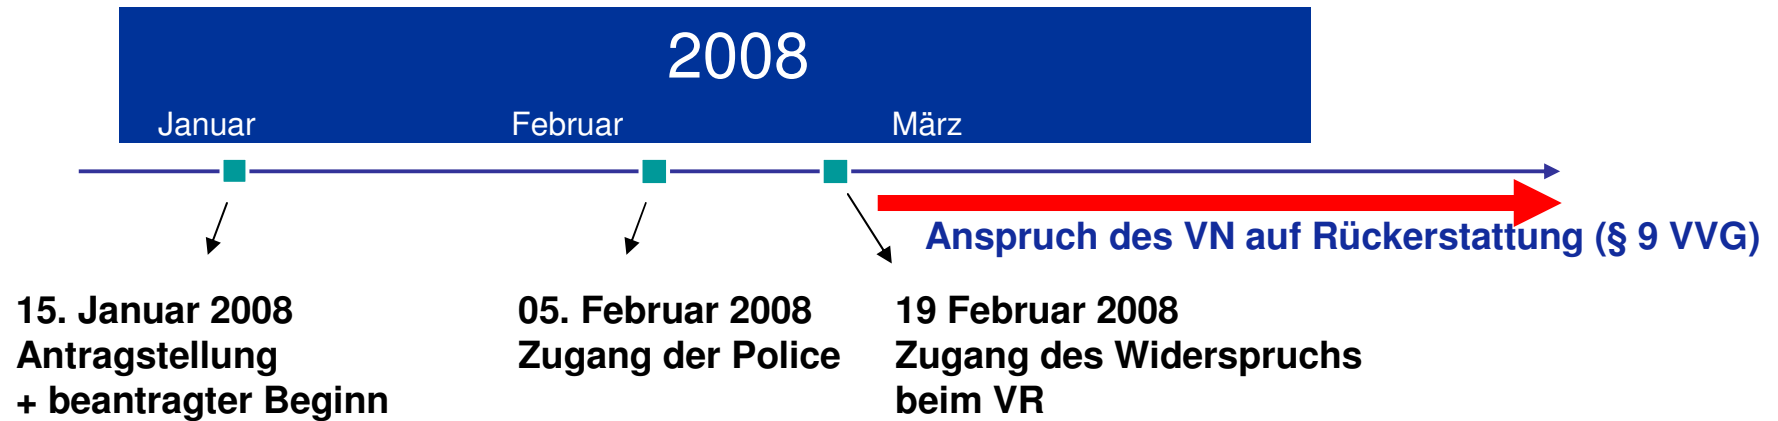 2008
Januar
Februar
März
Anspruch des VN auf Rückerstattung (§ 9 VVG)
15. Januar 2008
Antragstellung
+ beantragter Beginn
05. Februar 2008
Zugang der Police
19 Februar 2008
Zugang des Widerspruchs
beim VR